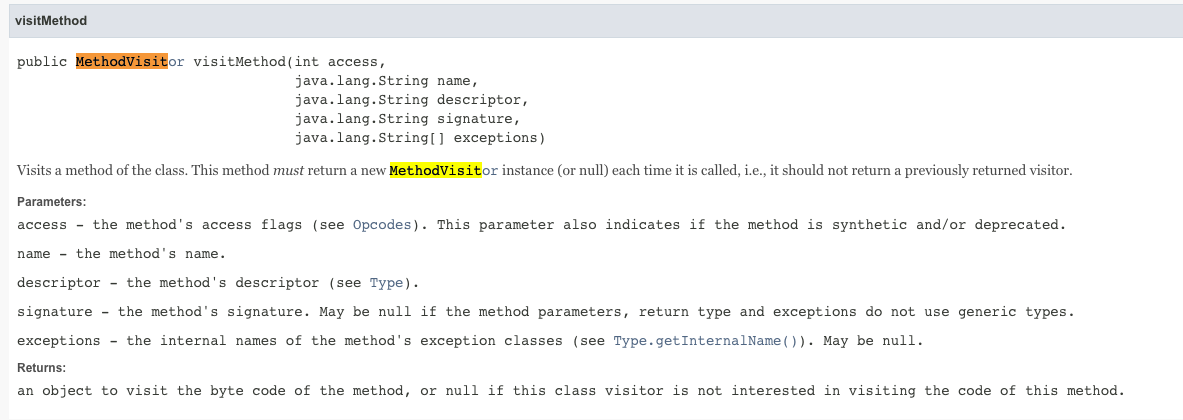 visitMethod
public MethodVisitor visitMethod(int access,
java.lang.String name,
java.lang.String descriptor,
java.lang.String signature,
java.lang.String[] exceptions)
Visits a method of the class. This method must return a new MethodVisitor instance (or null) each time it is called, i.e., it should not return a previously returned visitor.
Parameters:
access - the method's access flags (see Opcodes). This parameter also indicates if the method is synthetic and/or deprecated.
name - the method's name.
descriptor - the method's descriptor (see Type).
signature - the method's signature. May be null if the method parameters, return type and exceptions do not use generic types.
exceptions - the internal names of the method's exception classes (see Type.getInternalName()). May be null.
Returns:
an object to visit the byte code of the method, or null if this class visitor is not interested in visiting the code of this method.